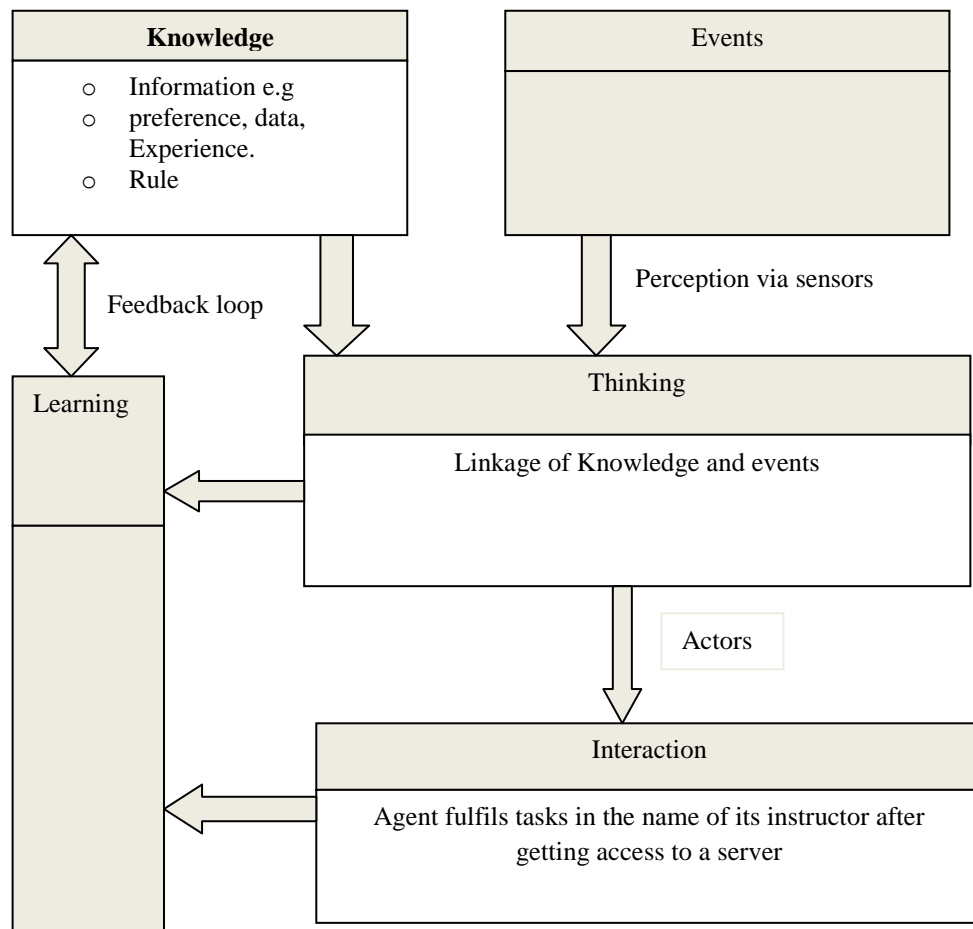 Knowledge
o Information e.g
o preference, data,
Experience.
o Rule
Events
Feedback loop
Perception via sensors
Learning
Thinking
Linkage of Knowledge and events
Actors
Interaction
Agent fulfils tasks in the name of its instructor after
getting access to a server